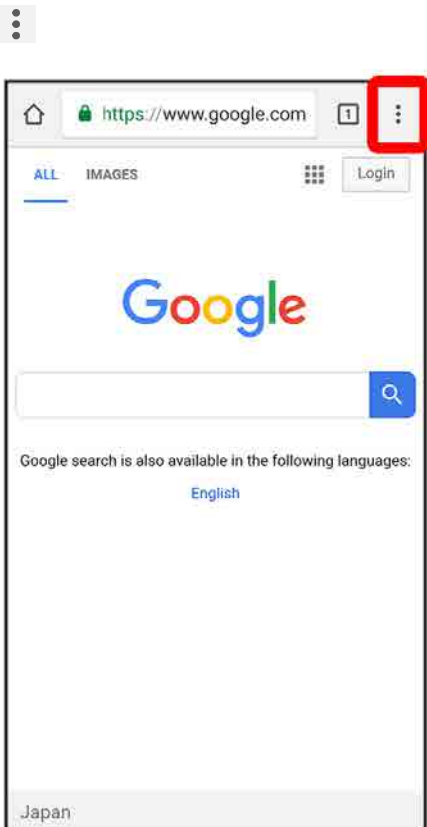 https://www.google.com 1
ALL IMAGES Login
Google
Google search is also available in the following languages:
English
Japan